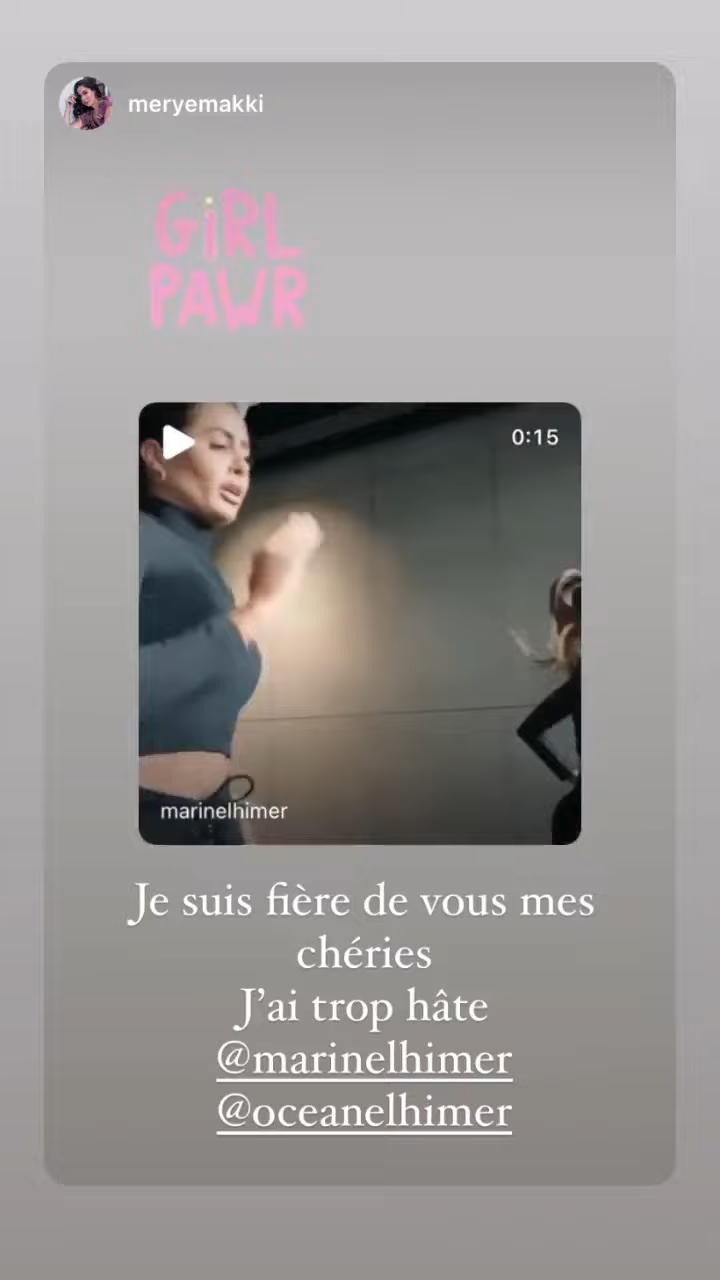 meryemakki
GiRL
PAWR
0:15
marinelhimer
Je suis fière de vous mes
chéries
J’ai trop hâte
@marinelhimer
@oceanelhimer